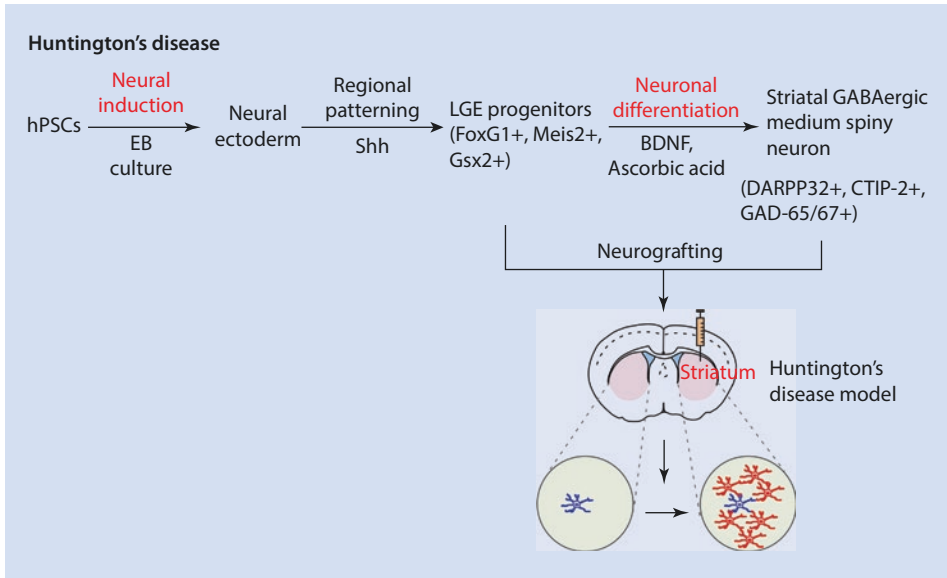 Huntington's disease
hPSCs
Neural
induction
EB
culture
Neural
ectoderm
Regional
patterning
Shh
LGE progenitors
(FoxG1+, Meis2+,
Gsx2+)
Neuronal
differentiation
BDNF,
Ascorbic acid
Striatal GABAergic
medium spiny
neuron
(DARPP32+, CTIP-2+,
GAD-65/67+)
Neurografting
Striatum
Huntington's
disease model